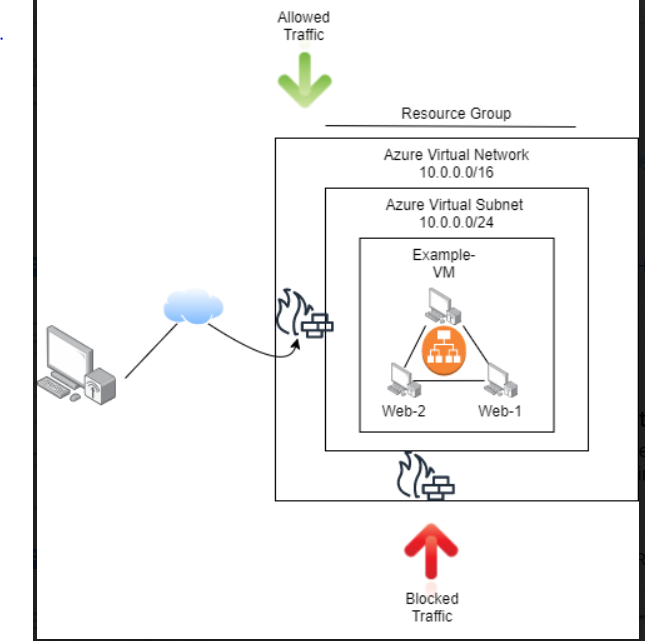 Allowed
Traffic
Resource Group
Azure Virtual Network
10.0.0.0/16
Azure Virtual Subnet
10.0.0.0/24
Example-
VM
Web-2
Web-1
Blocked
Traffic